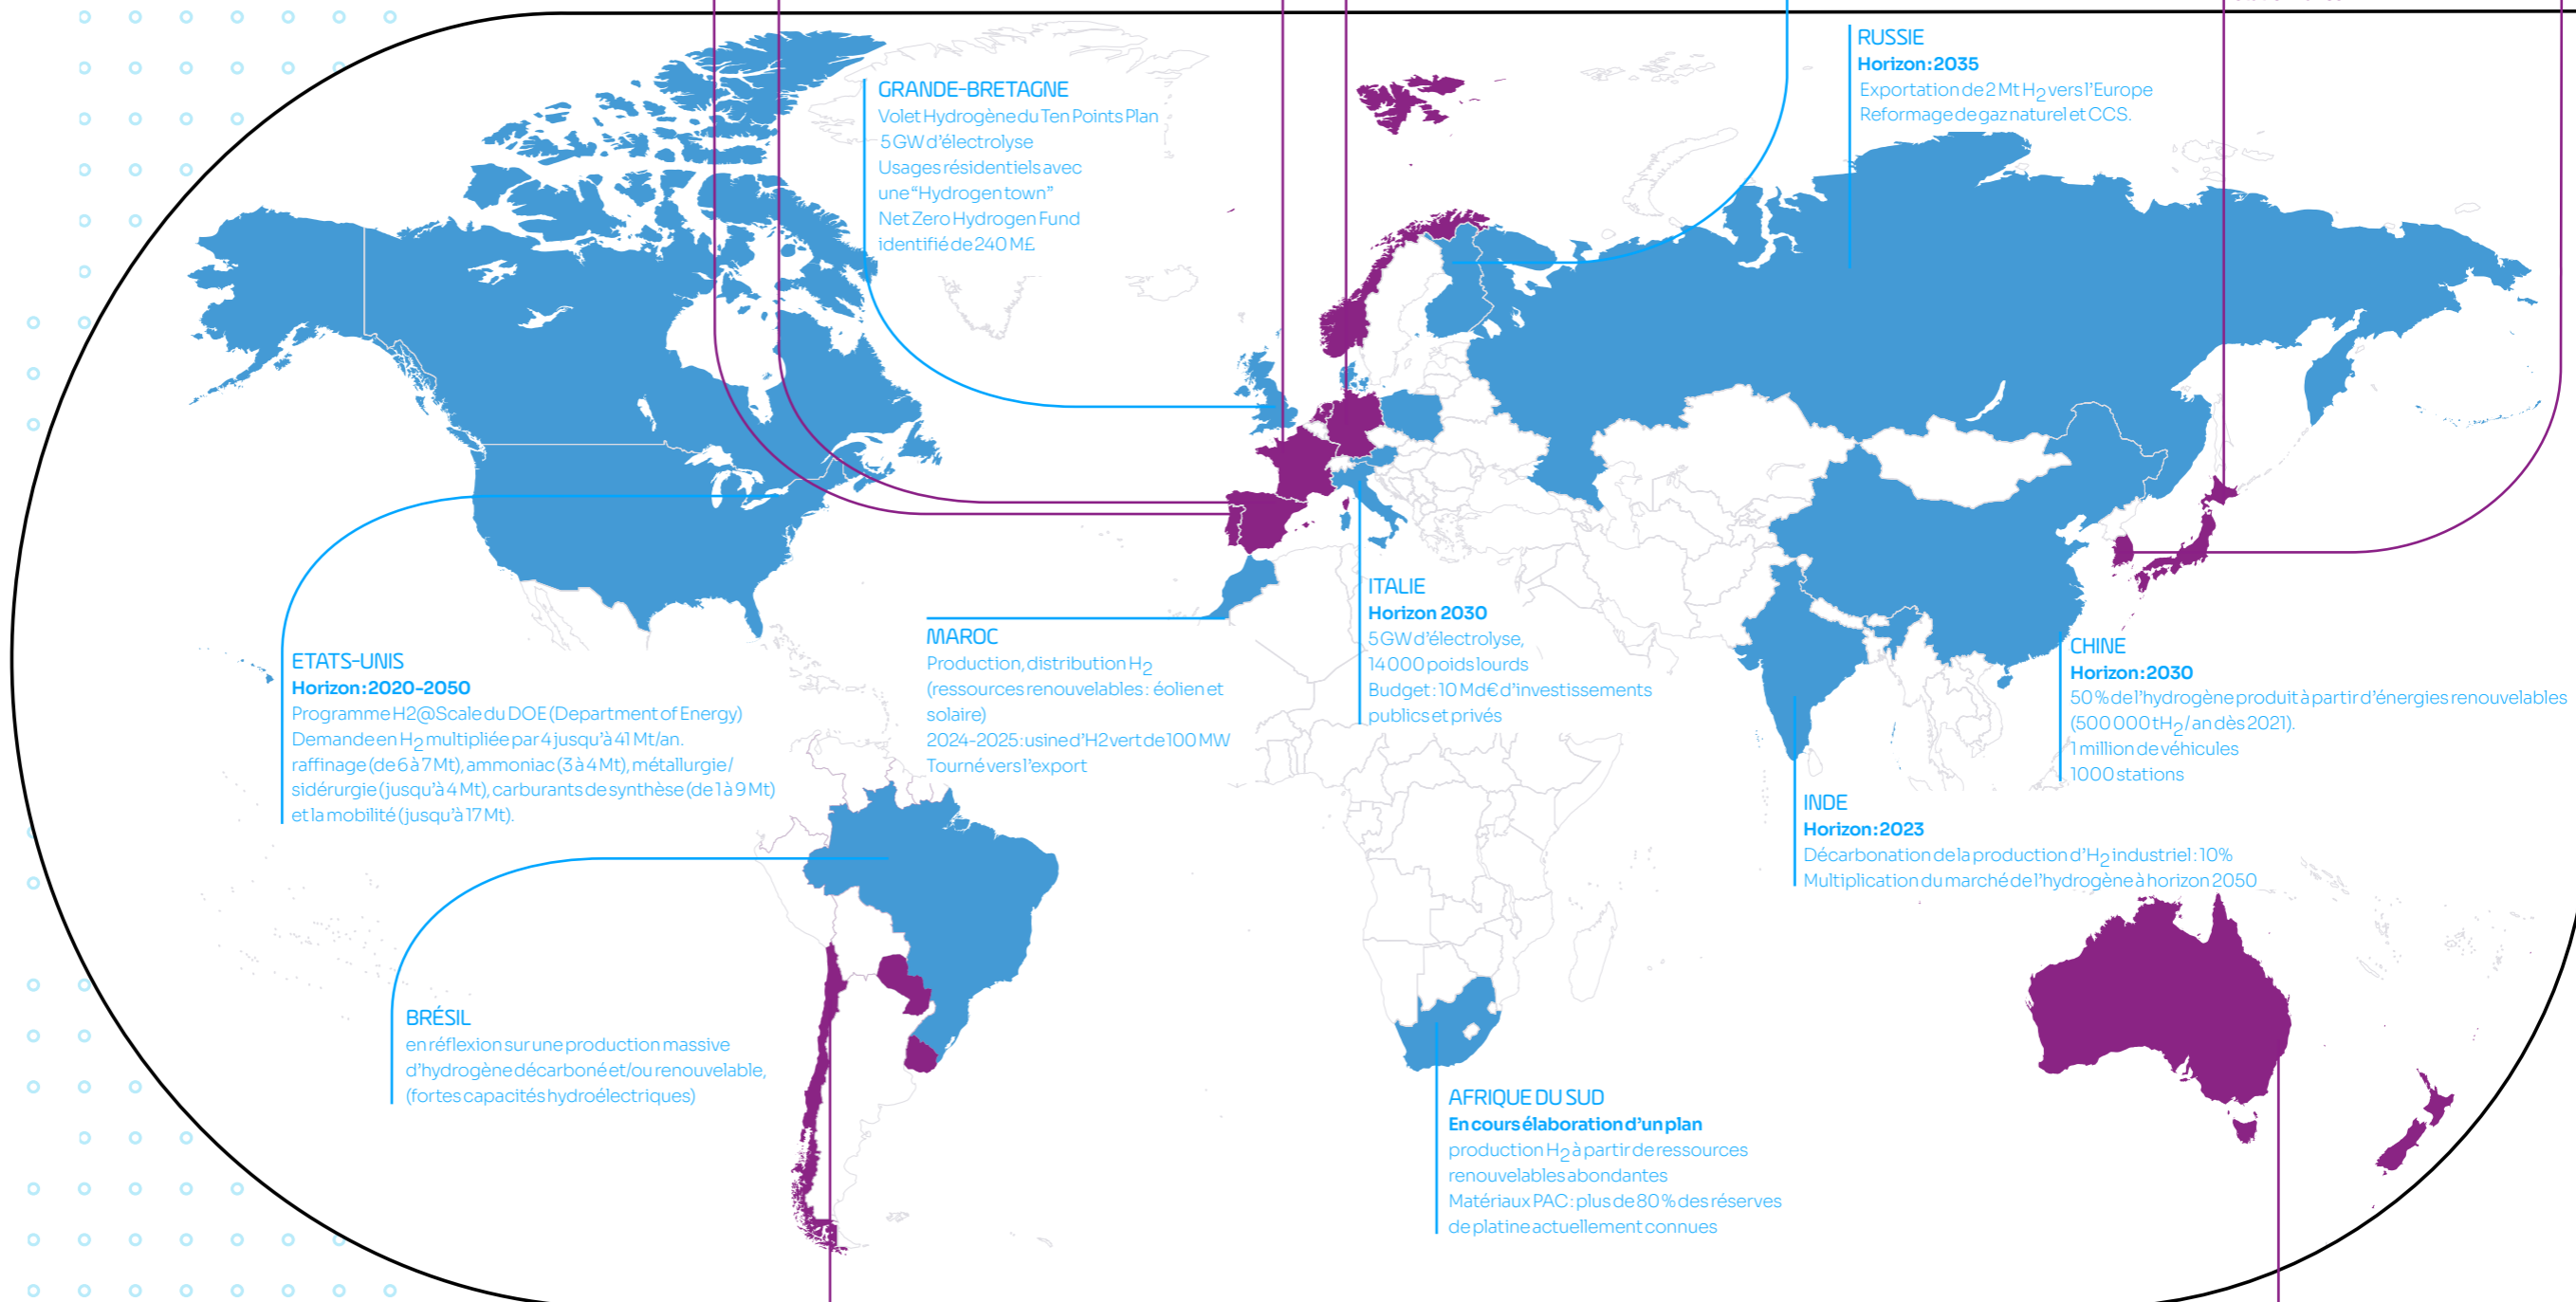 GRANDE-BRETAGNE
Volet Hydrogène du Ten Points Plan
5 GW d'électrolyse
Usages résidentiels avec
une “Hydrogen town”
Net Zero Hydrogen Fund
identifié de 240 M£
RUSSIE
Horizon : 2035
Exportation de 2 Mt H2 vers l'Europe
Reformage de gaz naturel et CCS.
ETATS-UNIS
Horizon : 2020-2050
Programme H2@Scale du DOE (Department of Energy)
Demande en H2 multipliée par 4 jusqu'à 41 Mt/an.
raffinage (de 6 à 7 Mt), ammoniac (3 à 4 Mt), métallurgie/
sidérurgie (jusqu'à 4 Mt), carburants de synthèse (de 1 à 9 Mt)
et la mobilité (jusqu'à 17 Mt).
MAROC
Production, distribution H2
(ressources renouvelables : éolien et
solaire)
2024-2025 : usine d'H2 vert de 100 MW
Tourné vers l'export
ITALIE
Horizon 2030
5 GW d'électrolyse,
14 000 poids lourds
Budget : 10 Md€ d'investissements
publics et privés
CHINE
Horizon : 2030
50 % de l'hydrogène produit à partir d'énergies renouvelables
(500 000 tH2/ an dès 2021).
1 million de véhicules
1000 stations
INDE
Horizon : 2023
Décarbonation de la production d'H2 industriel : 10%
Multiplication du marché de l'hydrogène à horizon 2050
BRÉSIL
en réflexion sur une production massive
d'hydrogène décarboné et/ou renouvelable,
(fortes capacités hydroélectriques)
AFRIQUE DU SUD
En cours élaboration d'un plan
production H2 à partir de ressources
renouvelables abondantes
Matériaux PAC : plus de 80 % des réserves
de platine actuellement connues